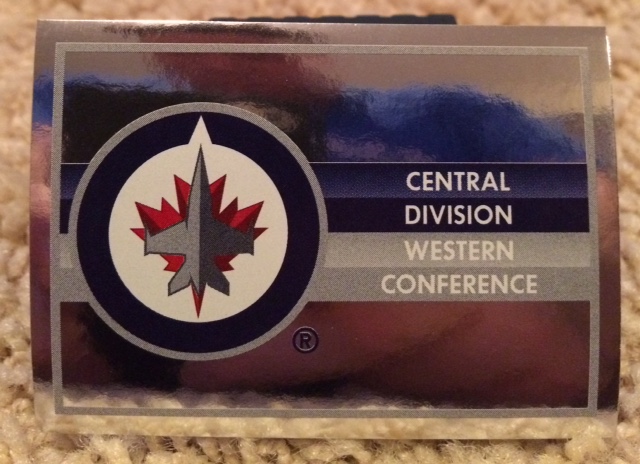 CENTRAL
DIVISION
WESTERN
CONFERENCE
®